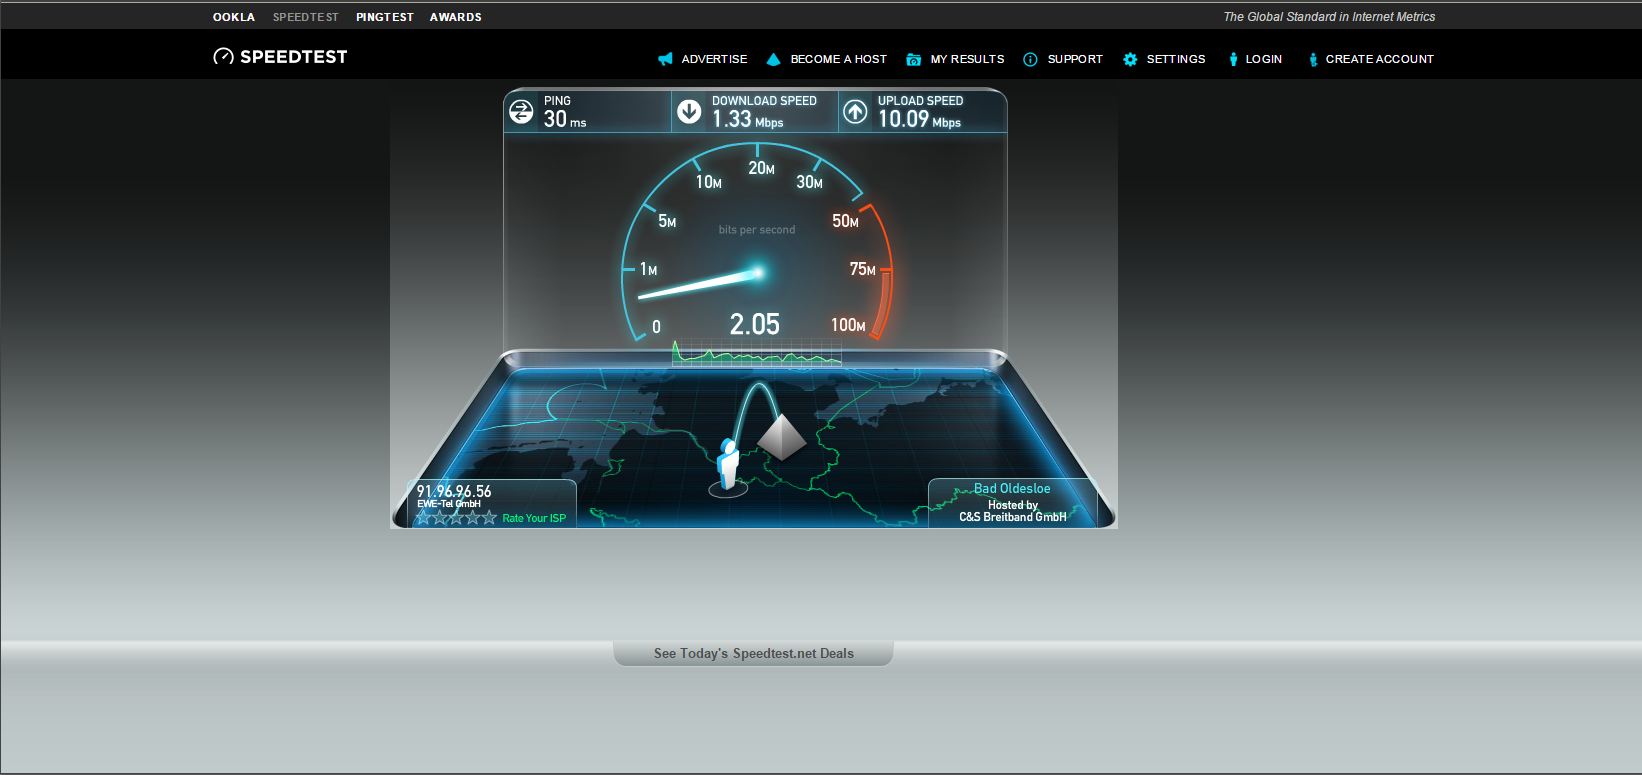 OOKLA SPEEDTEST PINGTEST AWARDS The Global Standard in Internet Metrics
SPEEDTEST ADVERTISE BECOME A HOST MY RESULTS SUPPORT SETTINGS LOGIN CREATE ACCOUNT
PING DOWNLOAD SPEED UPLOAD SPEED
30 ms 1.33 Mbps 10.09 Mbps
20M
10M 30M
5M 50M
bits per second
1M 75M
0 2.05 100M
91.96.96.56
EWE-Tel GmbH
Rate Your ISP
Bad Oldesloe
Hosted by
C&S Breitband GmbH
See Today's Speedtest.net Deals